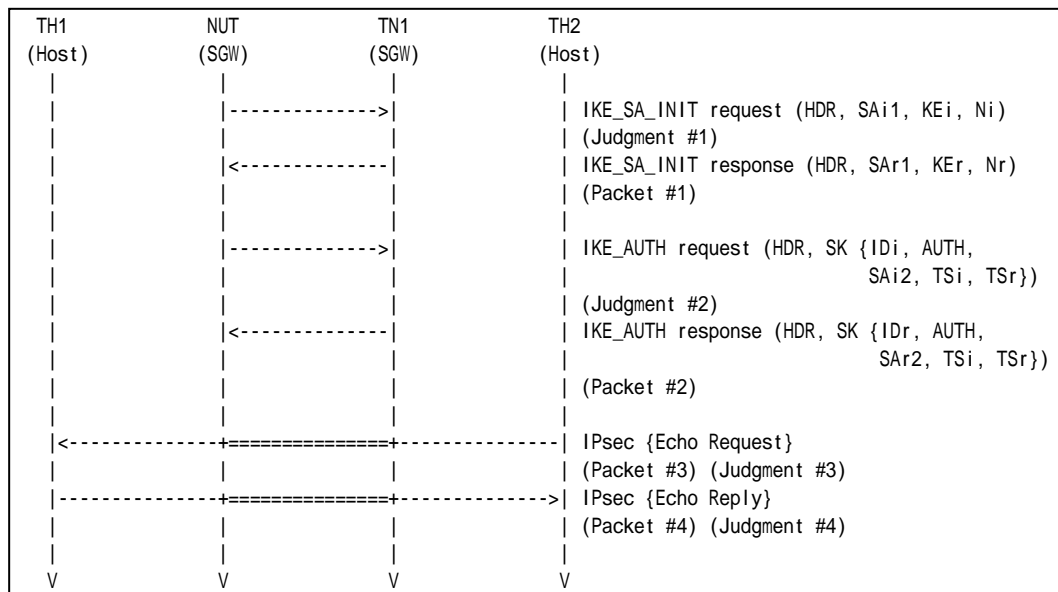 TH1 NUT TN1 TH2
(Host) (SGW) (SGW) (Host)
| | | |
| |-------------->| | IKE_SA_INIT request (HDR, SAi1, KEi, Ni)
| | | | (Judgment #1)
| |<--------------| | IKE_SA_INIT response (HDR, SAr1, KEr, Nr)
| | | | (Packet #1)
| | | |
| |-------------->| | IKE_AUTH request (HDR, SK {IDi, AUTH,
| | | | SAi2, TSi, TSr})
| | | | (Judgment #2)
| |<--------------| | IKE_AUTH response (HDR, SK {IDr, AUTH,
| | | | SAr2, TSi, TSr})
| | | | (Packet #2)
| | | |
|<--------------+===============+---------------| IPsec {Echo Request}
| | | | (Packet #3) (Judgment #3)
|---------------+===============+-------------->| IPsec {Echo Reply}
| | | | (Packet #4) (Judgment #4)
| | | |
V V V V